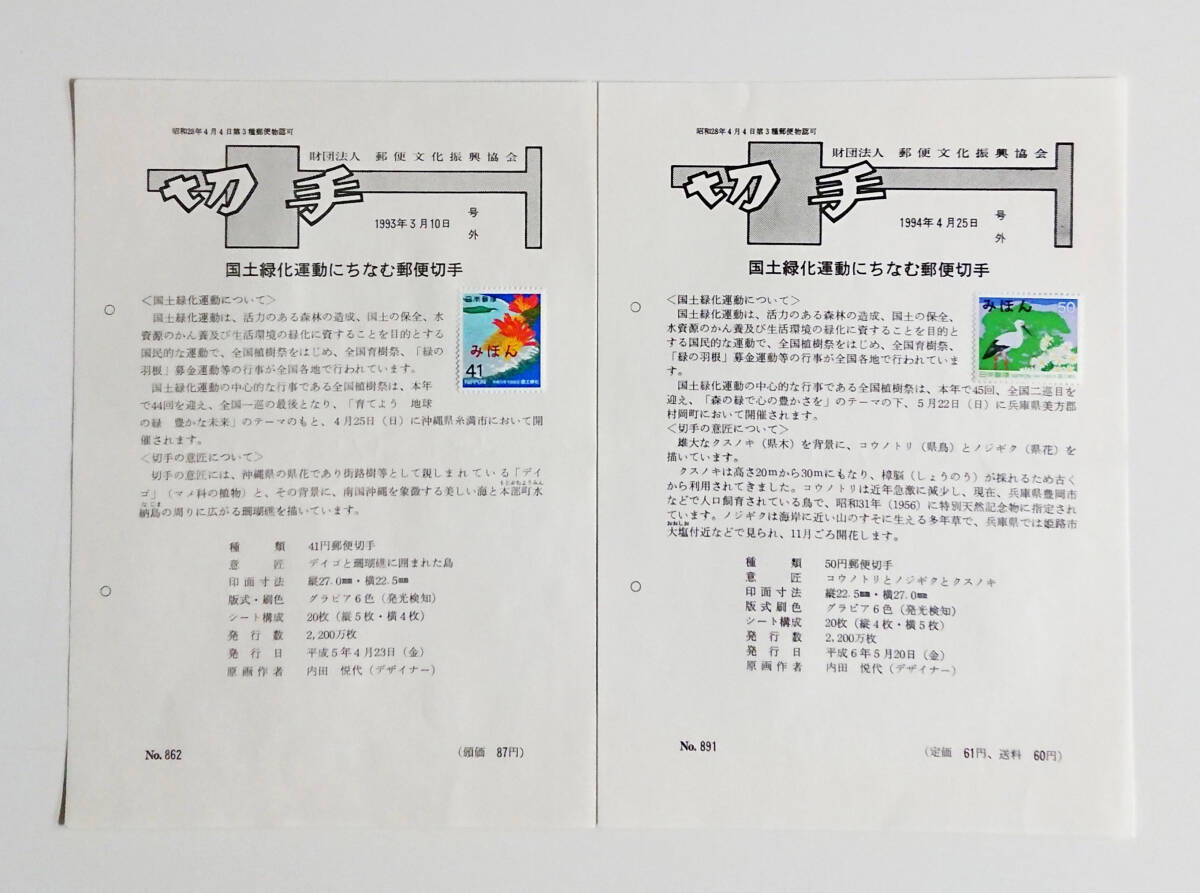 昭和28年4月4日第3種郵便物認可
財団法人 郵便文化振興協会
切手
1993年3月10日
号外
国土緑化運動にちなむ郵便切手
＜国土緑化運動について＞
国土緑化運動は、活力のある森林の造成、国土の保全、水
資源のかん養及び生活環境の緑化に資することを目的とする
国民的な運動で、全国植樹祭をはじめ、全国育樹祭、「緑の
羽根」募金運動等の行事が全国各地で行われています。
国土緑化運動の中心的な行事である全国植樹祭は、本年
で44回を迎え、全国一巡の最後となり、「育てよう 地球
の緑 豊かな未来」のテーマのもと、4月25日（日）に沖縄県糸満市において開
催されます。
＜切手の意匠について＞
切手の意匠には、沖縄県の県花であり街路樹等として親しまれている「デイ
ゴ」（マメ科の植物）と、その背景に、南国沖縄を象徴する美しい海と本部町水
納島の周りに広がる珊瑚礁を描いています。
日本郵便
みほん
41
NIPPON
種類 41円郵便切手
意匠 デイゴと珊瑚礁に囲まれた島
印面寸法 縦27.0㎜・横22.5㎜
版式・刷色 グラビア6色（発光検知）
シート構成 20枚（縦5枚・横4枚）
発行数 2,200万枚
発行日 平成5年4月23日（金）
原画作者 内田 悦代（デザイナー）
No.862
（頒価 87円）
昭和28年4月4日第3種郵便物認可
財団法人 郵便文化振興協会
切手
1994年4月25日
号外
国土緑化運動にちなむ郵便切手
＜国土緑化運動について＞
国土緑化運動は、活力のある森林の造成、国土の保全、
水資源のかん養及び生活環境の緑化に資することを目的と
する国民的な運動で、全国植樹祭をはじめ、全国育樹祭、
「緑の羽根」募金運動等の行事が全国各地で行われていま
す。
国土緑化運動の中心的な行事である全国植樹祭は、本年で45回、全国二巡目を
迎え、「森の緑で心の豊かさを」のテーマの下、5月22日（日）に兵庫県美方郡
村岡町において開催されます。
＜切手の意匠について＞
雄大なクスノキ（県木）を背景に、コウノトリ（県鳥）とノジギク（県花）を
描いています。
クスノキは高さ20mから30mにもなり、樟脳（しょうのう）が採れるため古く
から利用されてきました。コウノトリは近年急激に減少し、現在、兵庫県豊岡市
などで人口飼育されている鳥で、昭和31年（1956）に特別天然記念物に指定され
ています。ノジギクは海岸に近い山のすそに生える多年草で、兵庫県では姫路市
大塩付近などで見られ、11月ごろ開花します。
みほん
50
日本郵便
NIPPON
種類 50円郵便切手
意匠 コウノトリとノジギクとクスノキ
印面寸法 縦22.5㎜・横27.0㎜
版式刷色 グラビア6色（発光検知）
シート構成 20枚（縦4枚・横5枚）
発行数 2,200万枚
発行日 平成6年5月20日（金）
原画作者 内田 悦代（デザイナー）
No.891
（定価 61円、送料 60円）